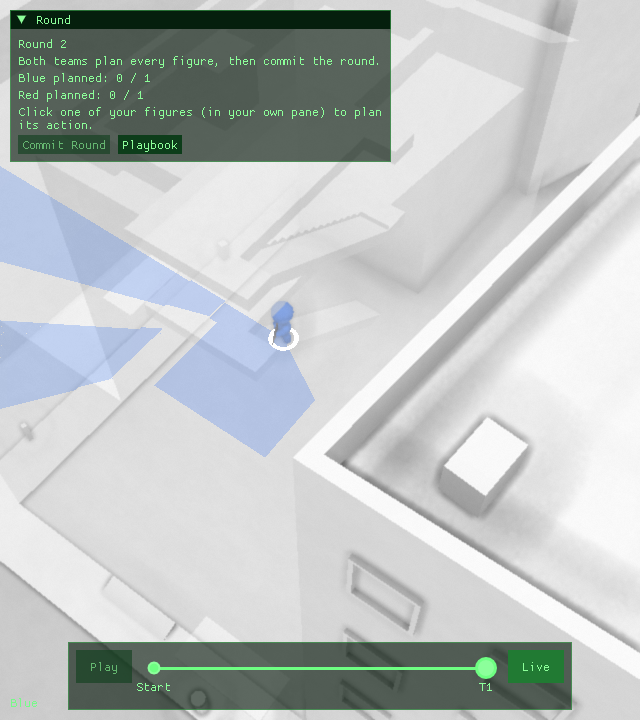 Round
Round 2
Both teams plan every figure, then commit the round.
Blue planned: 0 / 1
Red planned: 0 / 1
Click one of your figures (in your own pane) to plan
its action.
Commit Round Playbook
Play Live
Start T1